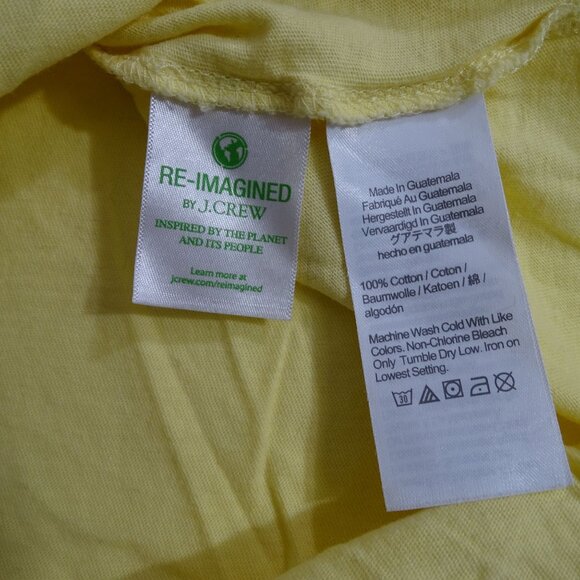 RE-IMAGINED
BY J.CREW
INSPIRED BY THE PLANET
AND ITS PEOPLE
Learn more at
jcrew.com/reimagined
Made In Guatemala
Fabriqué Au Guatemala
Hergestellt In Guatemala
Vervaardigd In Guatemala
グアテマラ製
hecho en guatemala
100% Cotton / Coton /
Baumwolle / Katoen / 綿 /
algodón
Machine Wash Cold With Like
Colors. Non-Chlorine Bleach
Only Tumble Dry Low. Iron on
Lowest Setting.
30